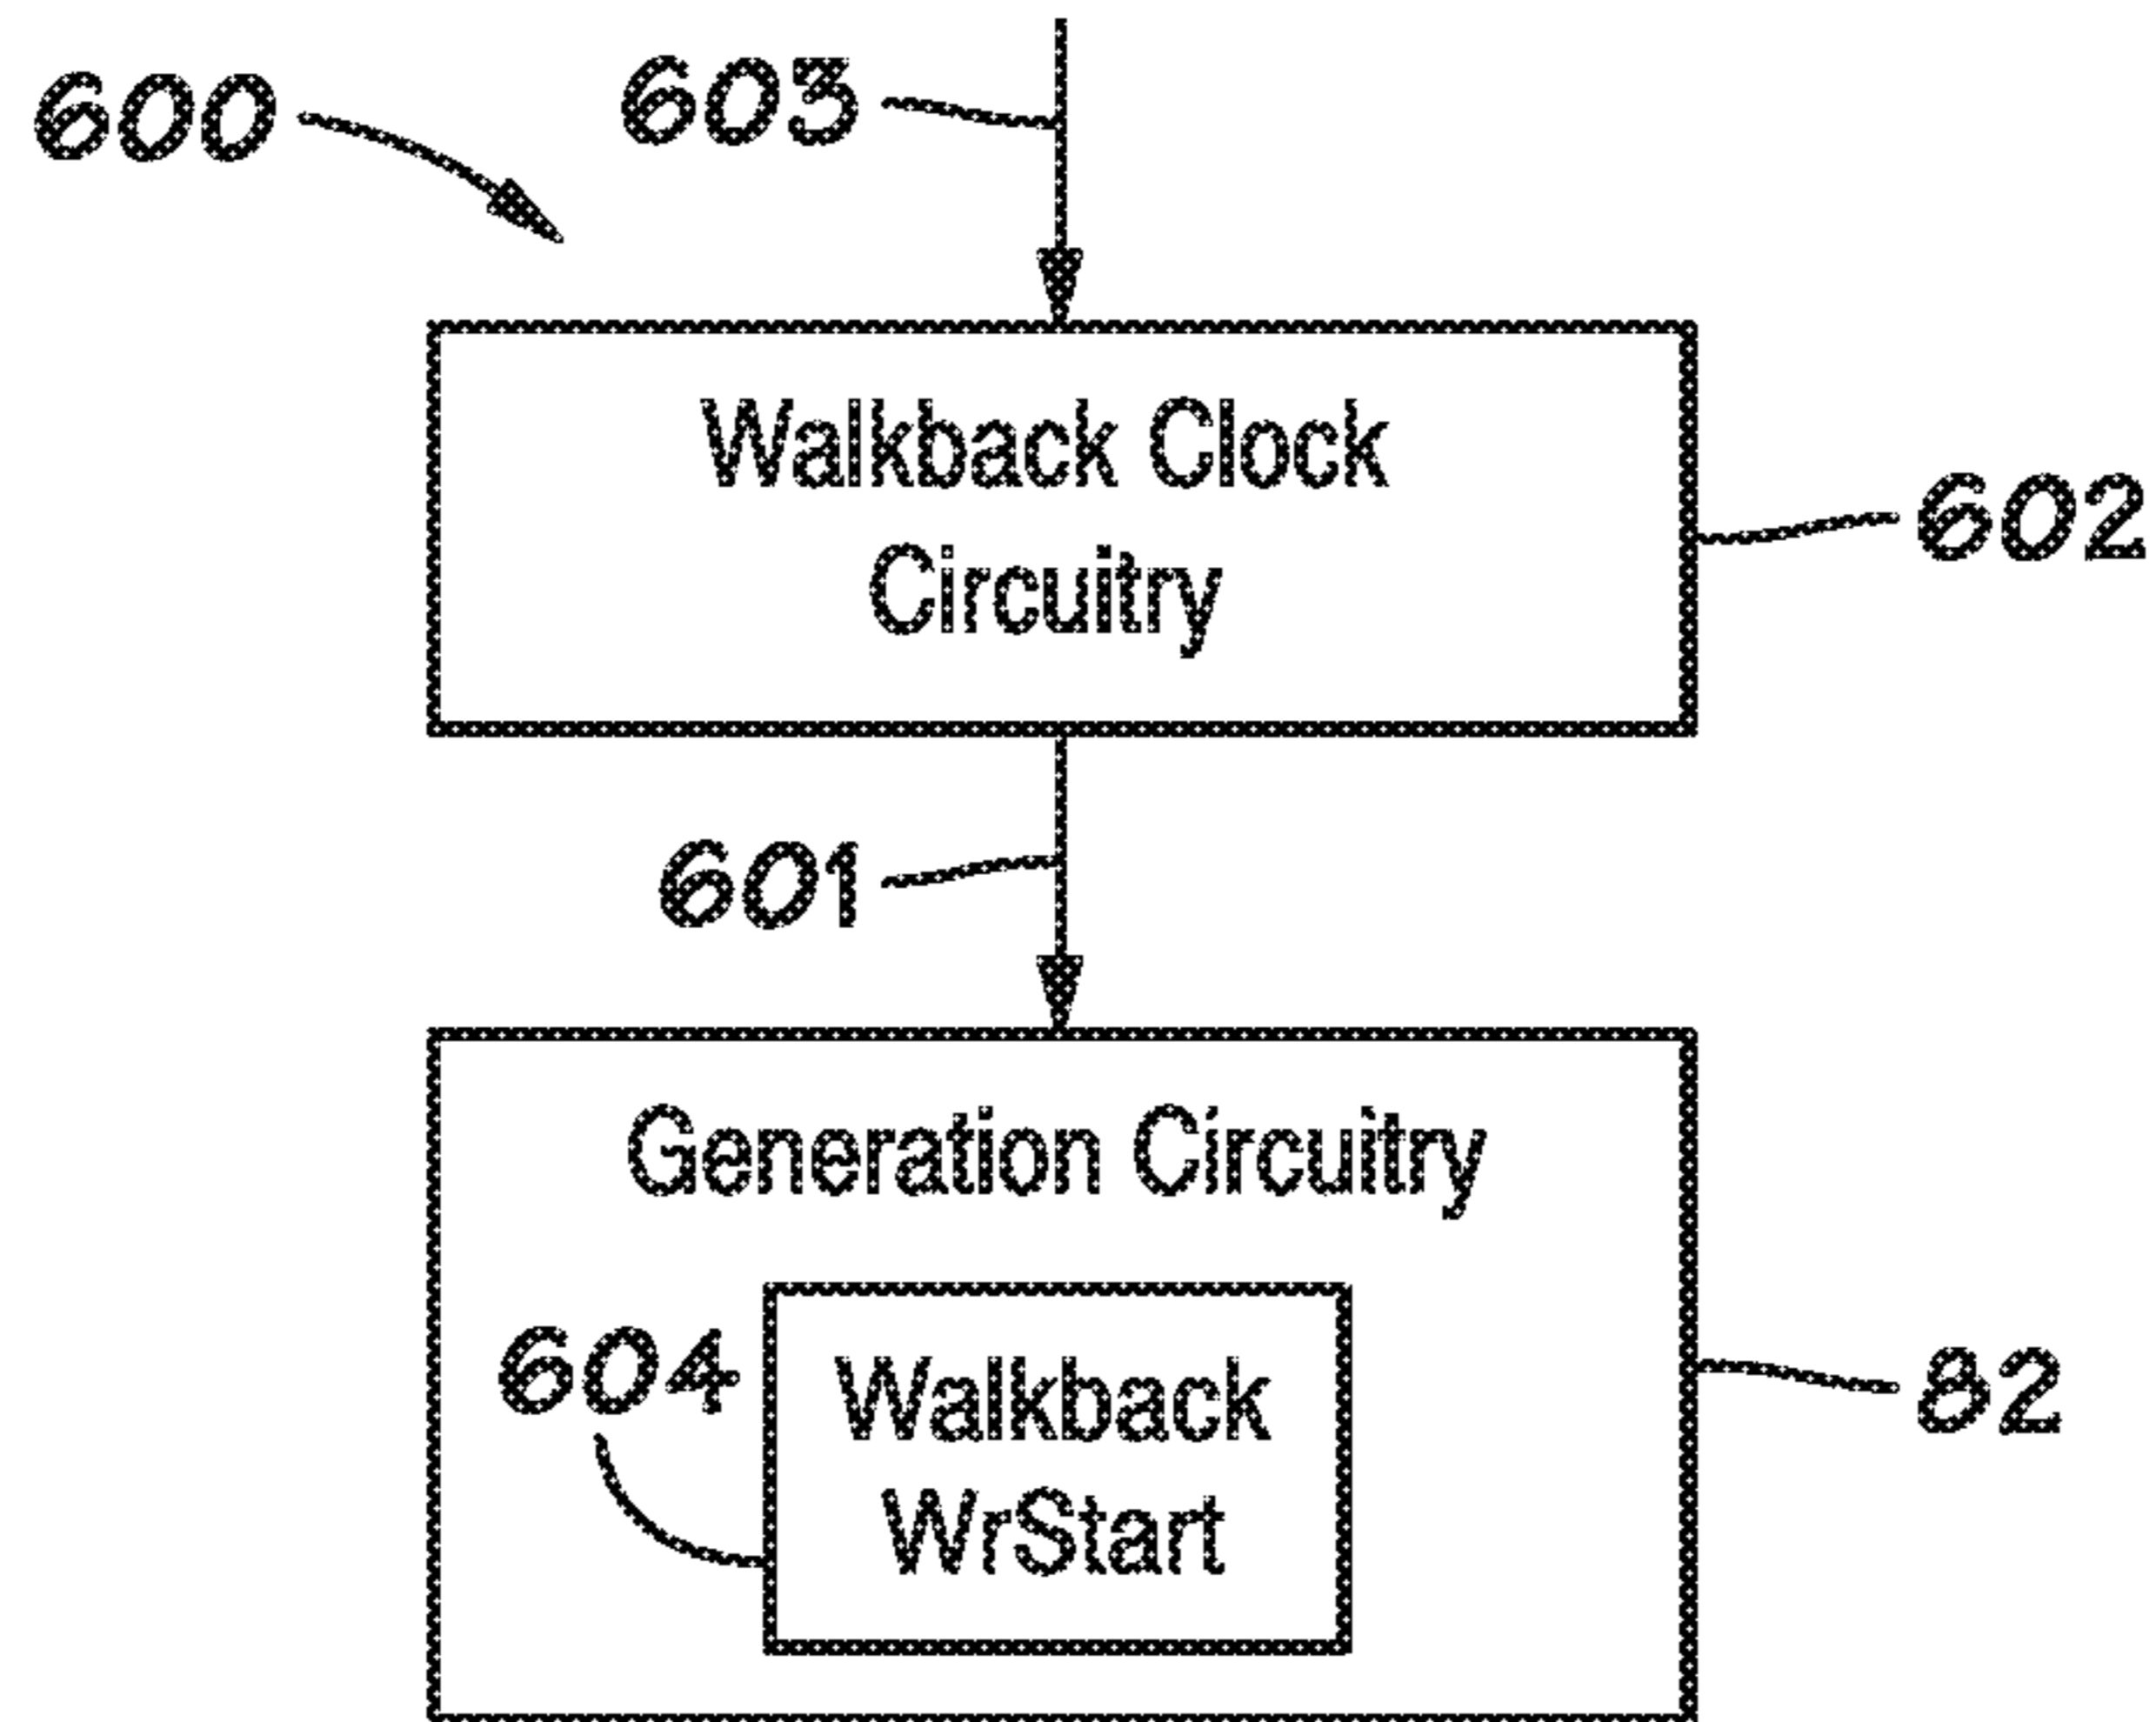 600
603
Walkback Clock
Circuitry
602
601
Generation Circuitry
604
Walkback
WrStart
82